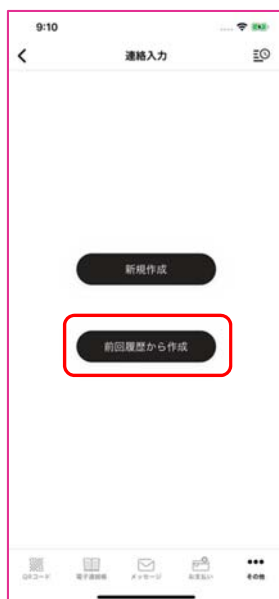 9:10
連絡入力
新規作成
前回履歴から作成
QRコード
電子連絡帳
メッセージ
お支払い
その他